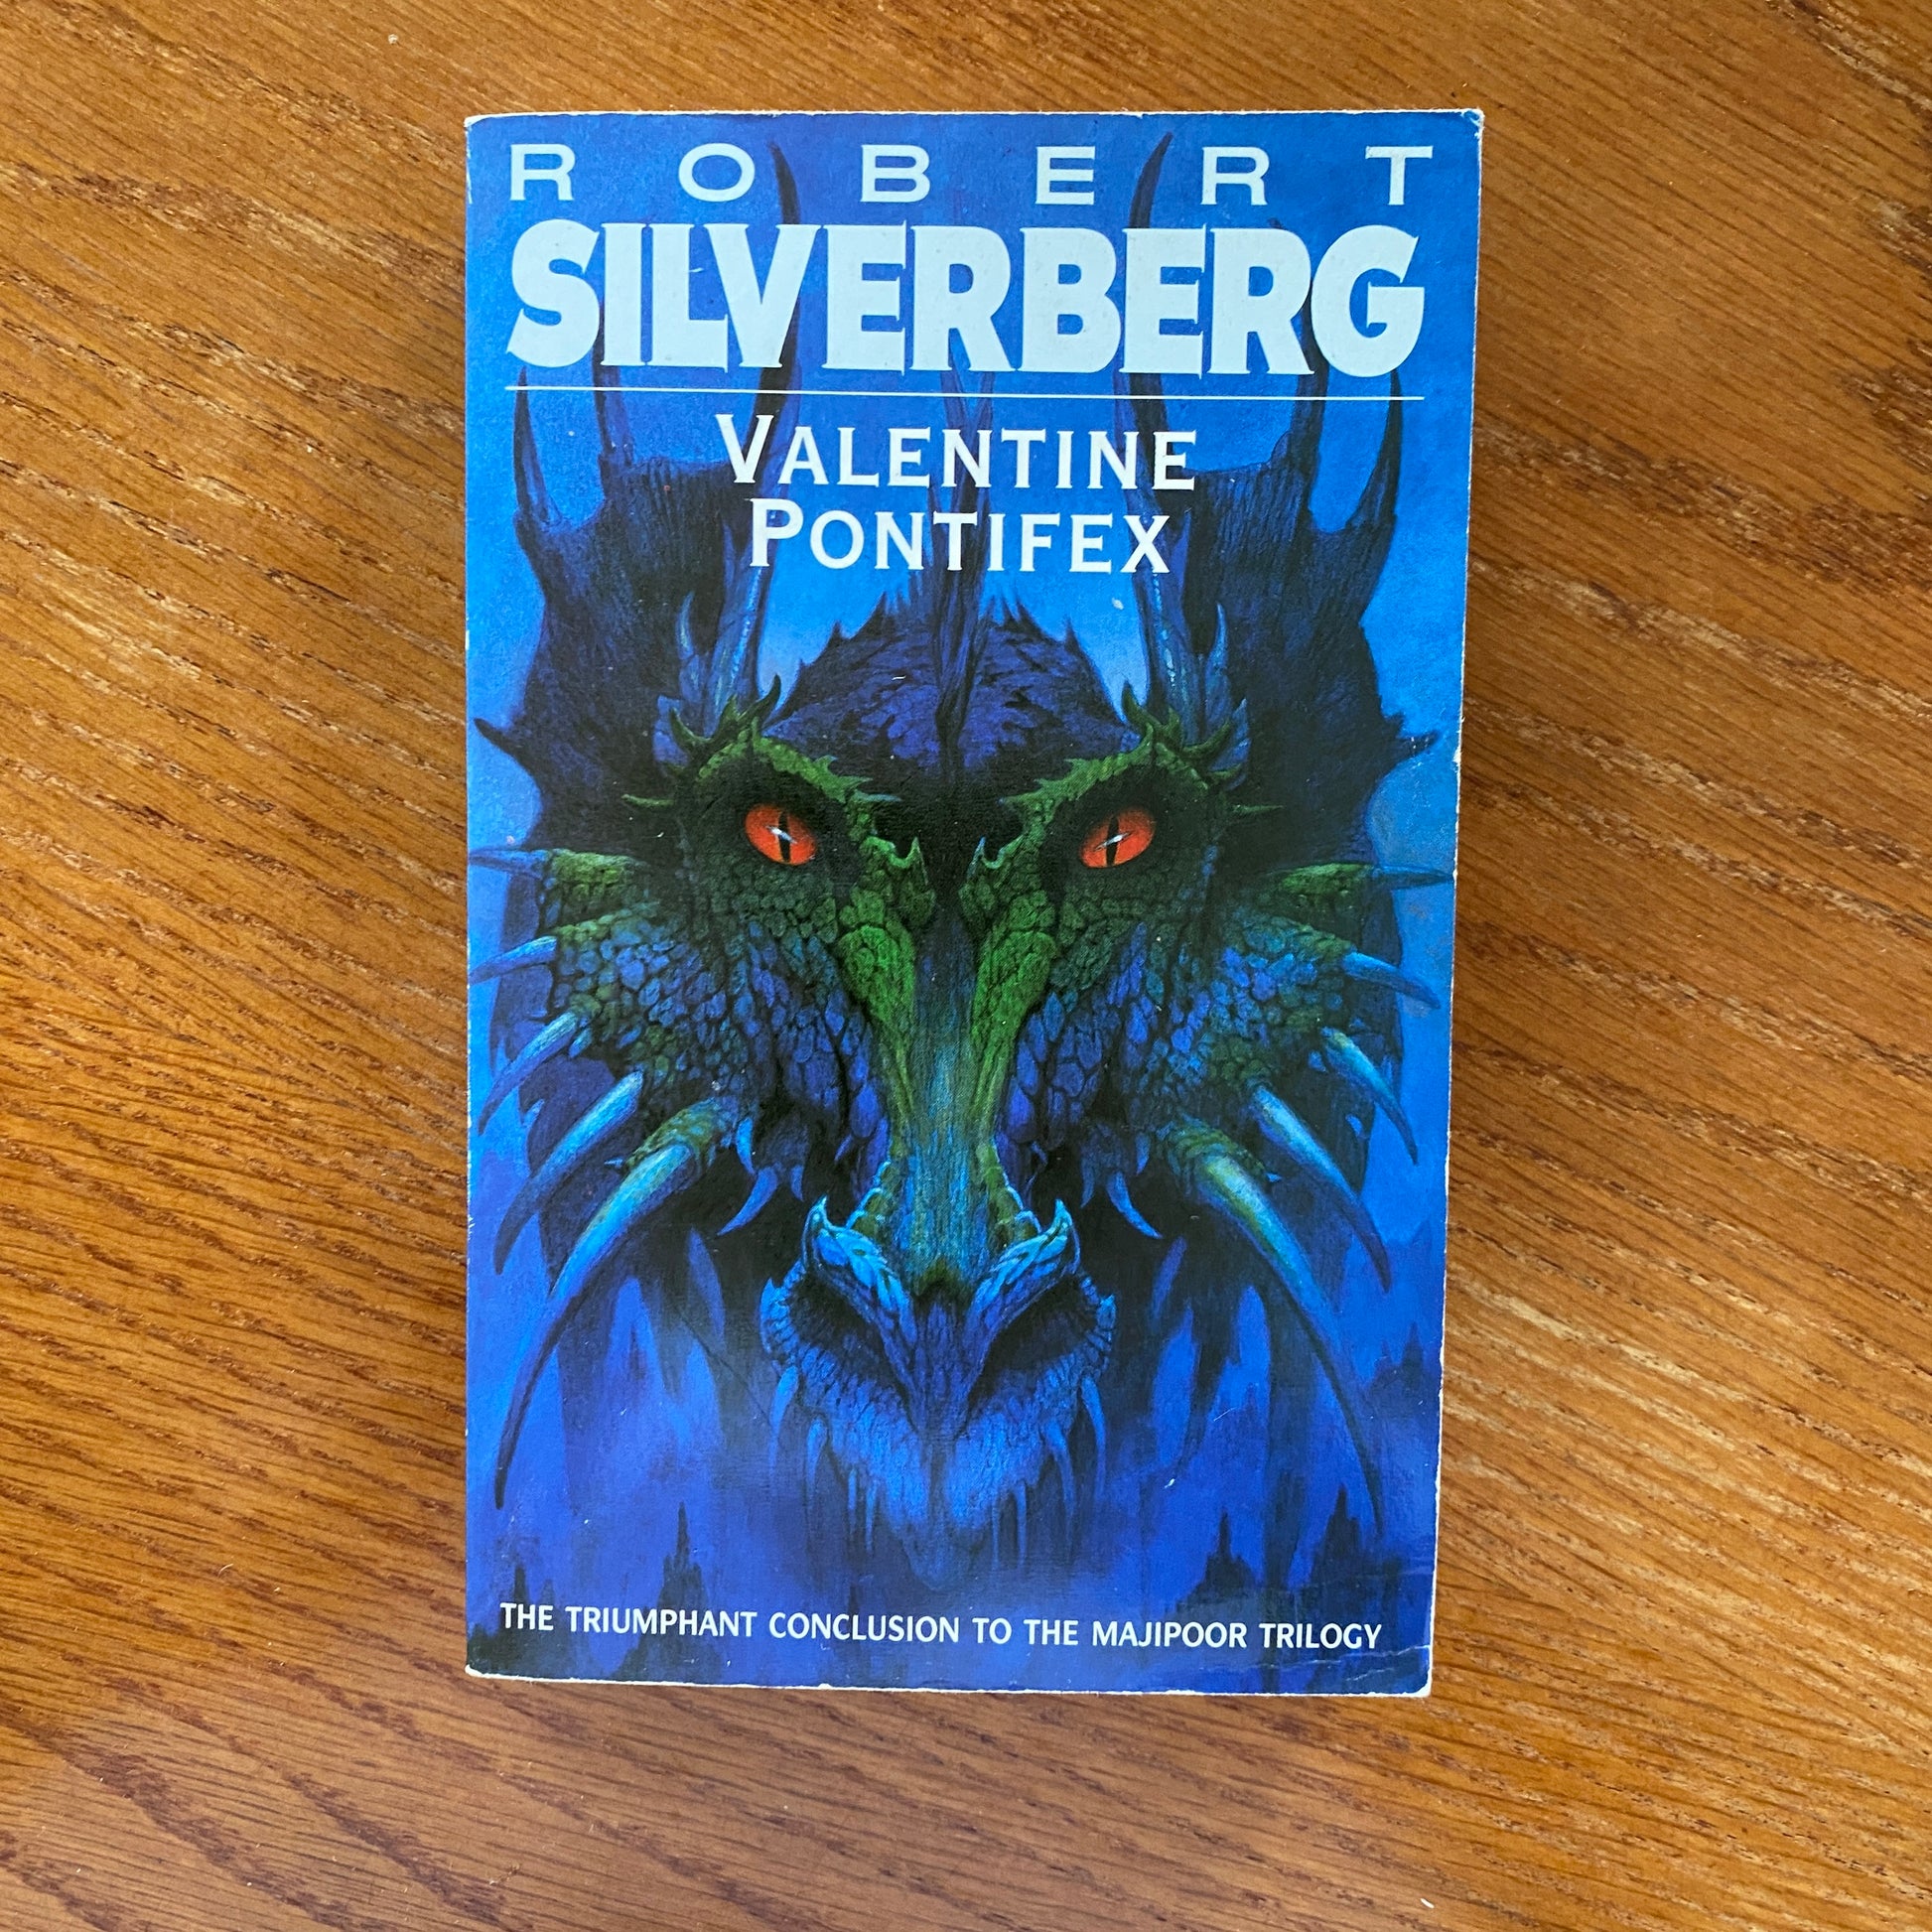 ROBERT
SILVERBERG
VALENTINE
PONTIFEX
THE TRIUMPHANT CONCLUSION TO THE MAJIPOOR TRILOGY